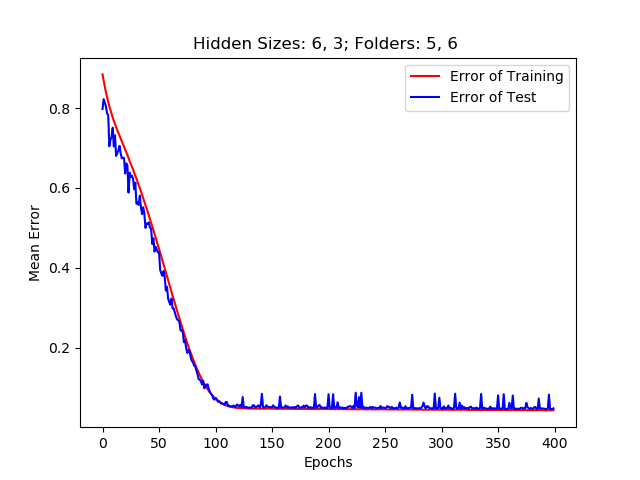 Hidden Sizes: 6, 3; Folders: 5, 6
Error of Training
Error of Test
Mean Error
0.8
0.6
0.4
0.2
0 50 100 150 200 250 300 350 400
Epochs